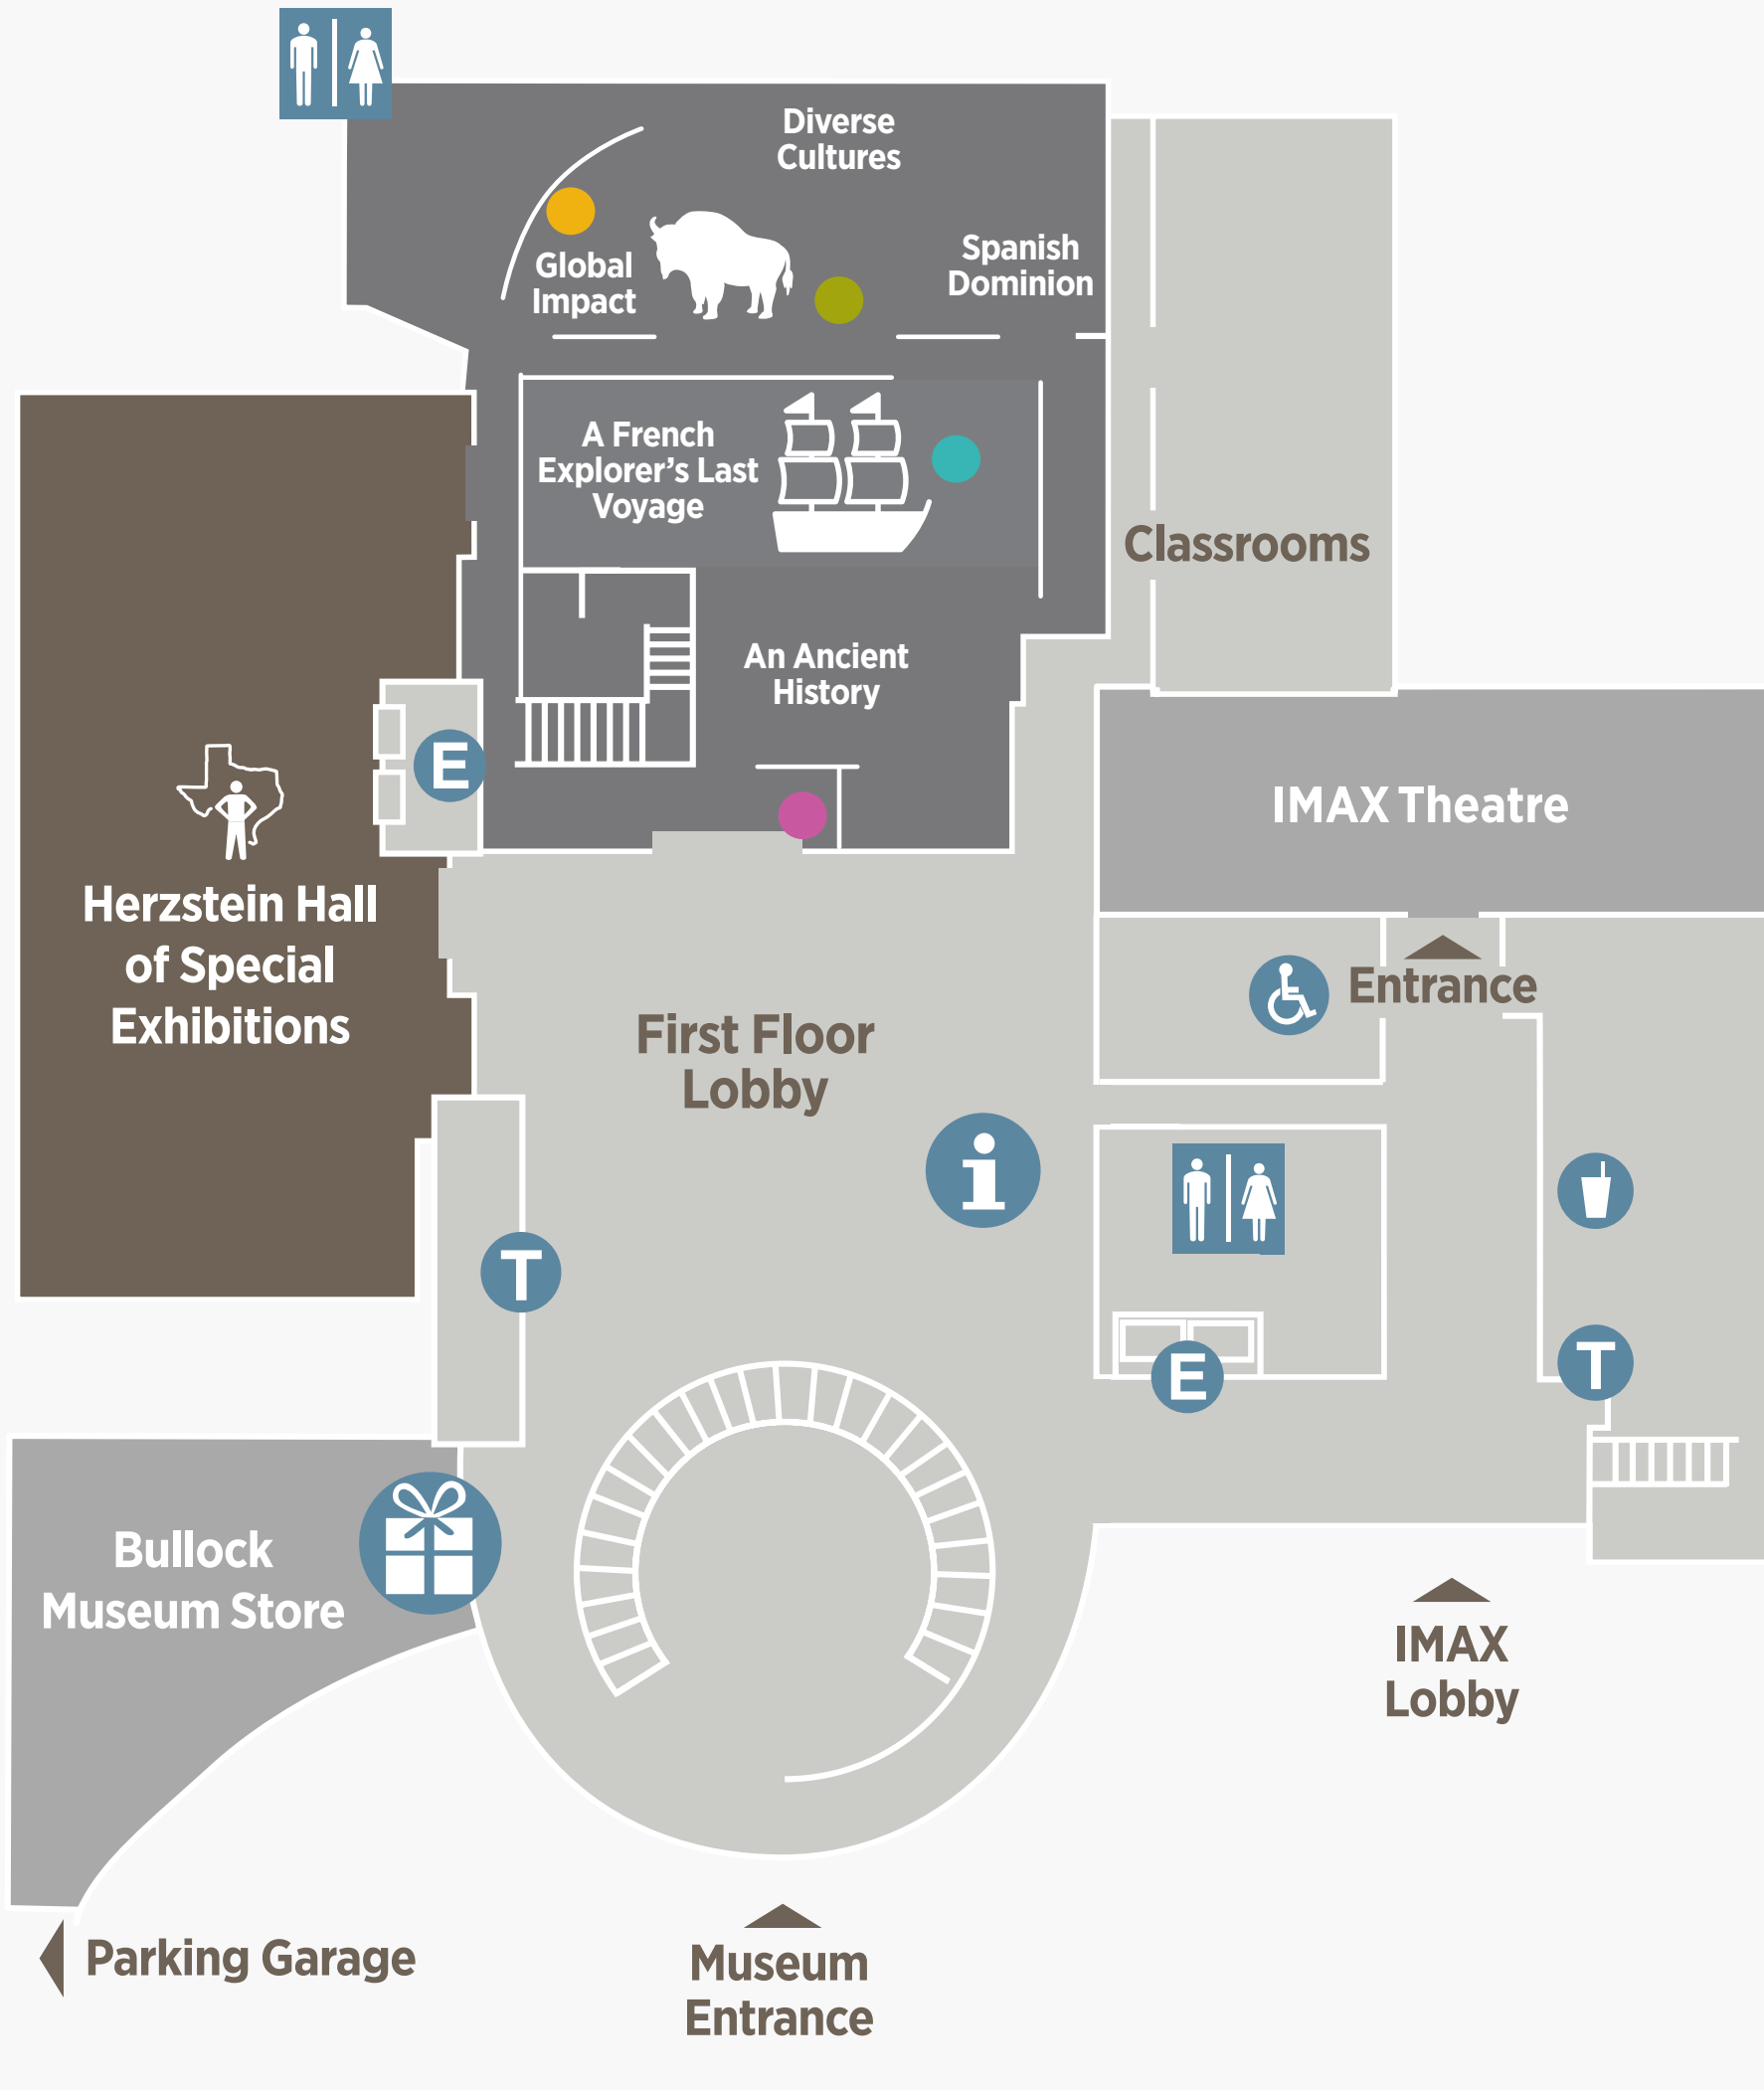 Diverse
Cultures
Global
Impact
Spanish
Dominion
A French
Explorer’s Last
Voyage
Classrooms
An Ancient
History
E
IMAX Theatre
Herzstein Hall
of Special
Exhibitions
Entrance
First Floor
Lobby
i
T
E
T
Bullock
Museum Store
IMAX
Lobby
Parking Garage
Museum
Entrance